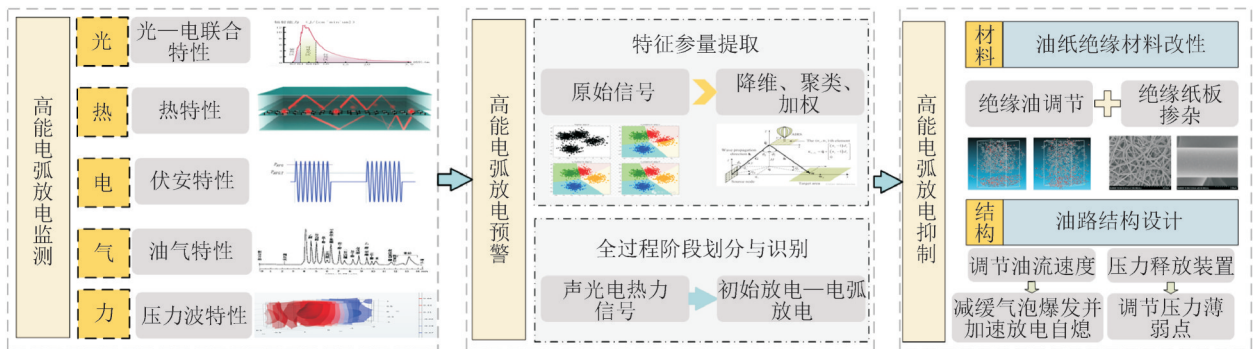 高能电弧放电监测
光
光—电联合
特性
热
热特性
电
伏安特性
气
油气特性
力
压力波特性
高能电弧放电预警
特征参量提取
原始信号
降维、聚类、
加权
全过程阶段划分与识别
声光电热力
信号
初始放电—电弧
放电
高能电弧放电抑制
材料
油纸绝缘材料改性
绝缘油调节
绝缘纸板
掺杂
结构
油路结构设计
调节油流速度
压力释放装置
减缓气泡爆发并
加速放电自熄
调节压力薄
弱点